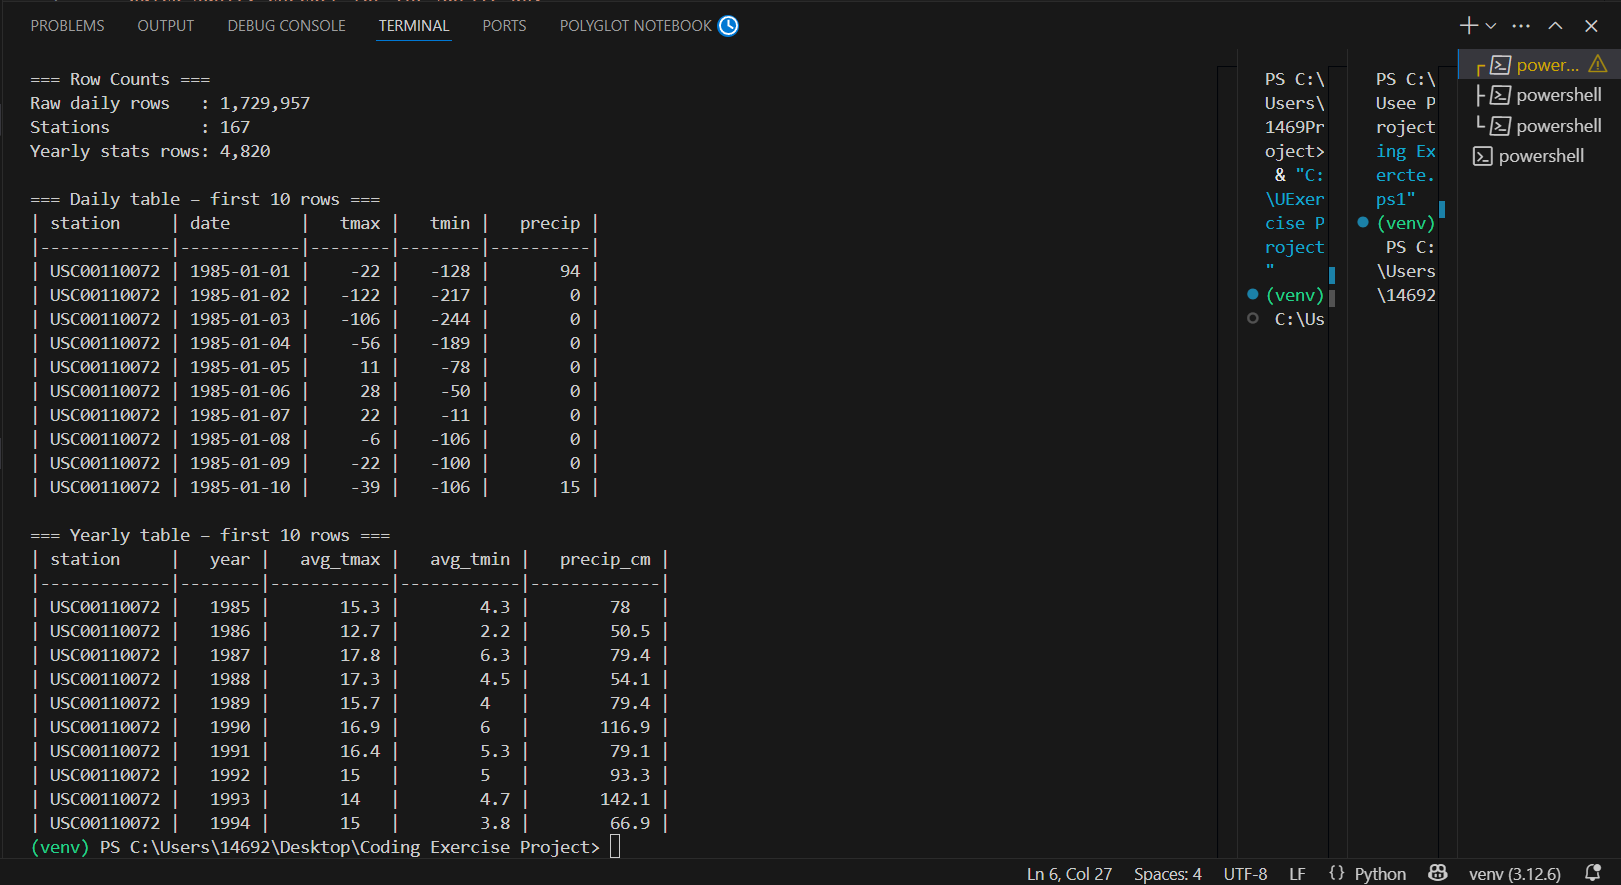 PROBLEMS OUTPUT DEBUG CONSOLE TERMINAL PORTS POLYGLOT NOTEBOOK
=== Row Counts ===
Raw daily rows   : 1,729,957
Stations         : 167
Yearly stats rows: 4,820
=== Daily table – first 10 rows ===
| station     | date       |   tmax |   tmin |   precip |
|-------------|------------|--------|--------|----------|
| USC00110072 | 1985-01-01 |    -22 |   -128 |       94 |
| USC00110072 | 1985-01-02 |   -122 |   -217 |        0 |
| USC00110072 | 1985-01-03 |   -106 |   -244 |        0 |
| USC00110072 | 1985-01-04 |    -56 |   -189 |        0 |
| USC00110072 | 1985-01-05 |     11 |    -78 |        0 |
| USC00110072 | 1985-01-06 |     28 |    -50 |        0 |
| USC00110072 | 1985-01-07 |     22 |    -11 |        0 |
| USC00110072 | 1985-01-08 |     -6 |   -106 |        0 |
| USC00110072 | 1985-01-09 |    -22 |   -100 |        0 |
| USC00110072 | 1985-01-10 |    -39 |   -106 |       15 |
=== Yearly table – first 10 rows ===
| station     |   year |   avg_tmax |   avg_tmin |   precip_cm |
|-------------|--------|------------|------------|-------------|
| USC00110072 |   1985 |       15.3 |        4.3 |        78   |
| USC00110072 |   1986 |       12.7 |        2.2 |        50.5 |
| USC00110072 |   1987 |       17.8 |        6.3 |        79.4 |
| USC00110072 |   1988 |       17.3 |        4.5 |        54.1 |
| USC00110072 |   1989 |       15.7 |        4   |        79.4 |
| USC00110072 |   1990 |       16.9 |        6   |       116.9 |
| USC00110072 |   1991 |       16.4 |        5.3 |        79.1 |
| USC00110072 |   1992 |       15   |        5   |        93.3 |
| USC00110072 |   1993 |       14   |        4.7 |       142.1 |
| USC00110072 |   1994 |       15   |        3.8 |        66.9 |
(venv) PS C:\Users\14692\Desktop\Coding Exercise Project>
PS C:\
Users\
1469Pr
oject>
& "C:
\UExer
cise P
roject
"
(venv)
C:\Us
PS C:\
Usee P
roject
ing Ex
ercte.
ps1"
(venv)
PS C:
\Users
\14692
power...
powershell
powershell
powershell
Ln 6, Col 27 Spaces: 4 UTF-8 LF {} Python venv (3.12.6)